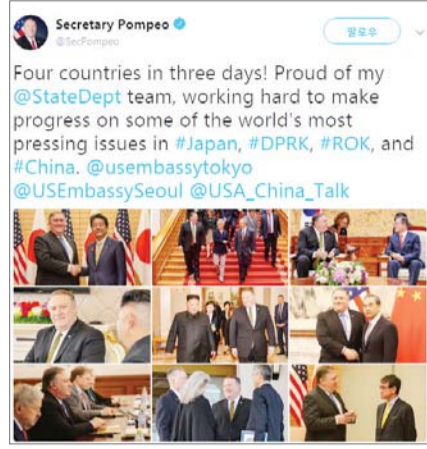 Secretary Pompeo
@SecPompeo
팔로우
Four countries in three days! Proud of my
@StateDept team, working hard to make
progress on some of the world's most
pressing issues in #Japan, #DPRK, #ROK, and
#China. @usembassytokyo
@USEmbassySeoul @USA_China_Talk